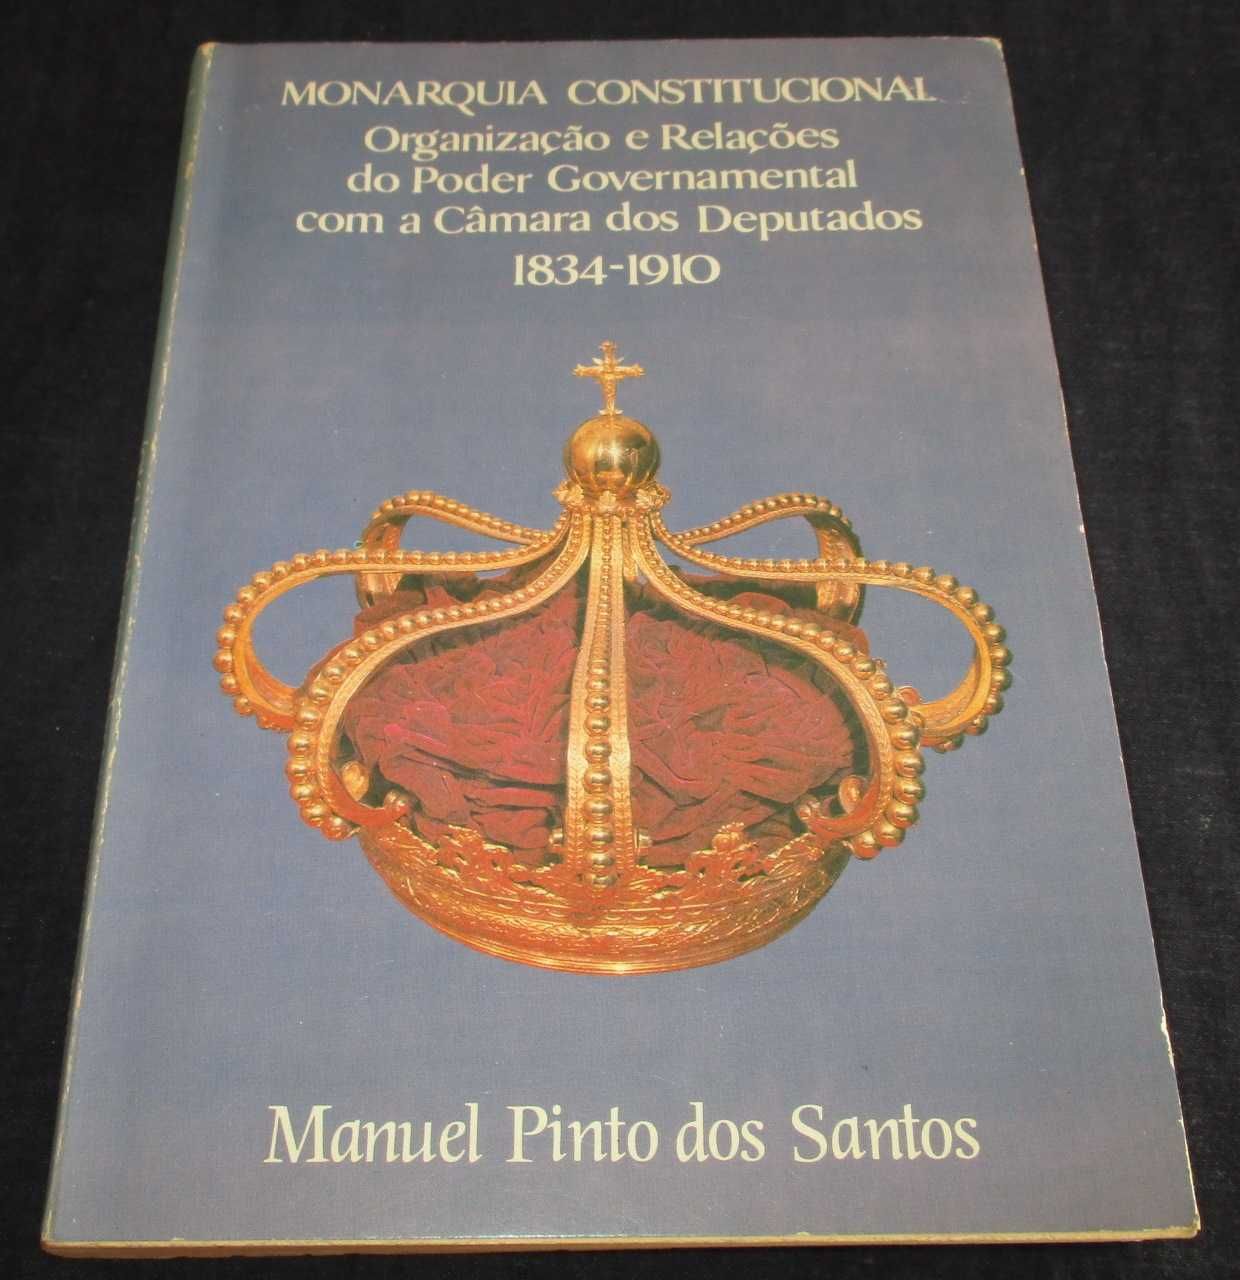 MONARQUIA CONSTITUCIONAL
Organização e Relações
do Poder Governamental
com a Câmara dos Deputados
1834-1910
Manuel Pinto dos Santos